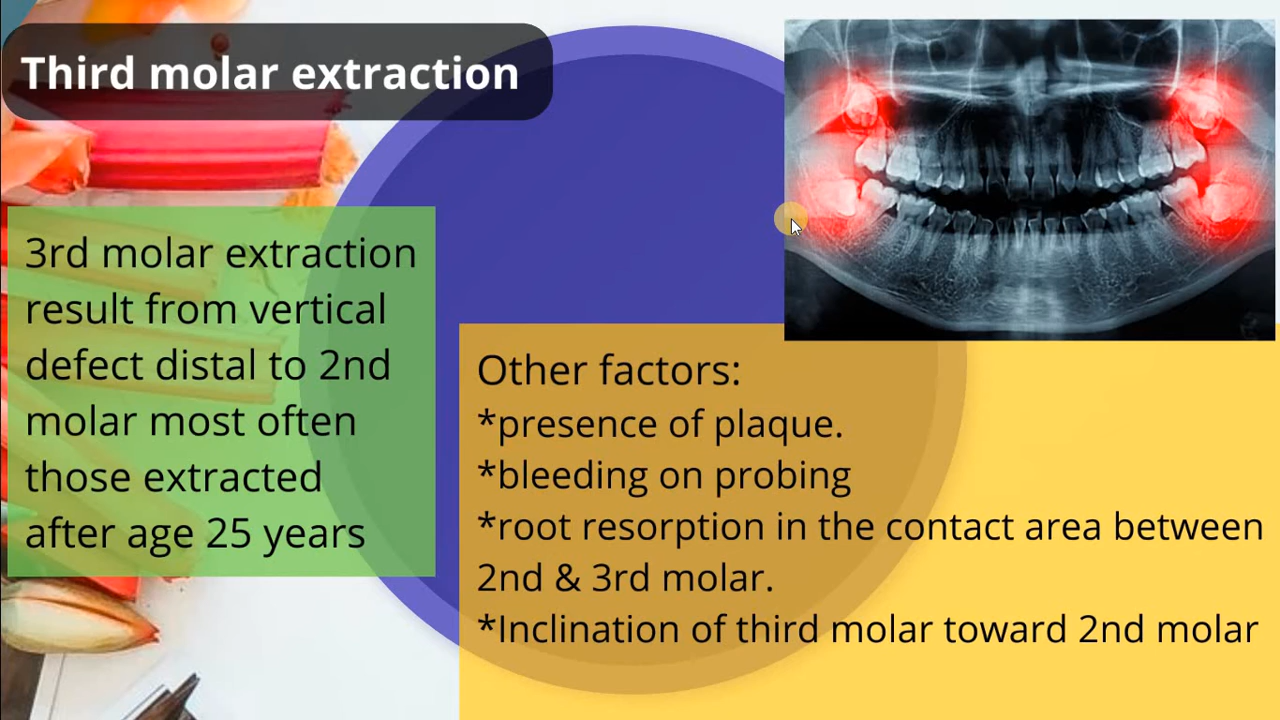 Third molar extraction
3rd molar extraction
result from vertical
defect distal to 2nd
molar most often
those extracted
after age 25 years
Other factors:
*presence of plaque.
*bleeding on probing
*root resorption in the contact area between
2nd & 3rd molar.
*Inclination of third molar toward 2nd molar